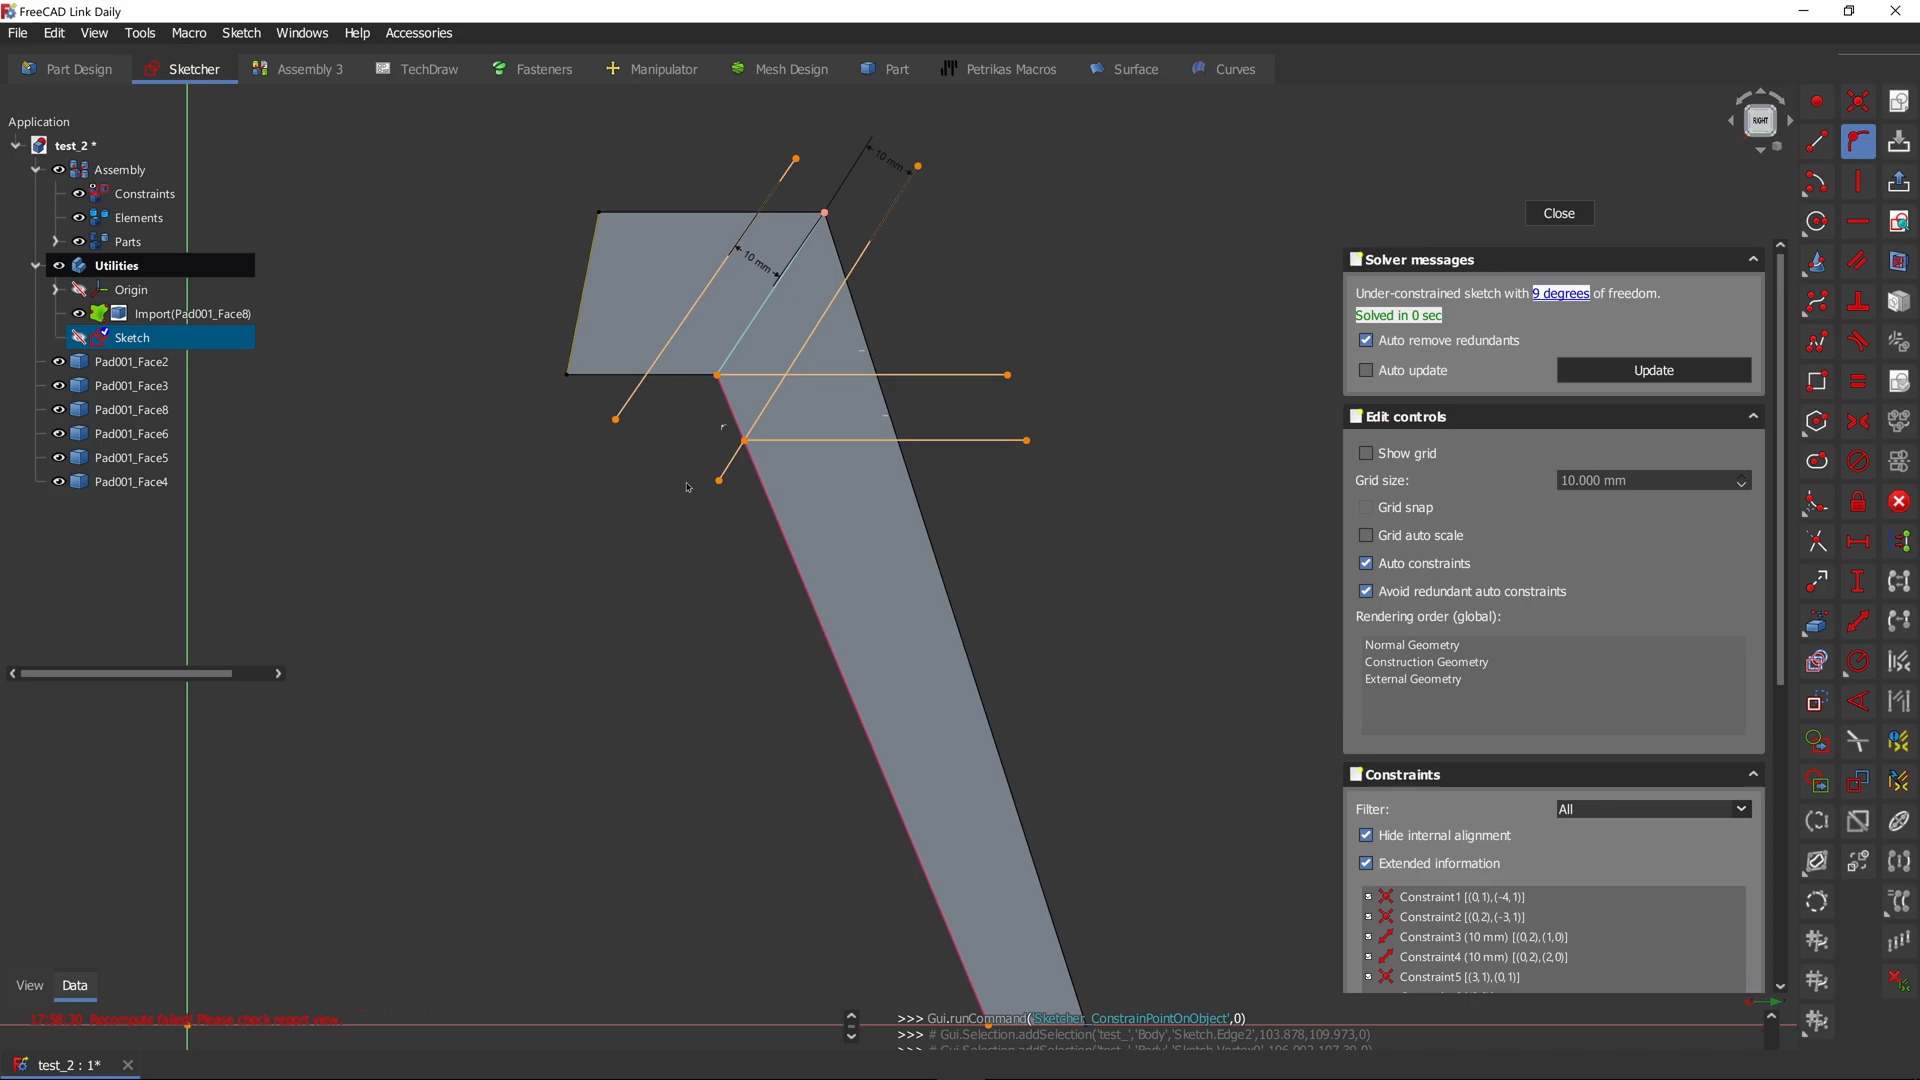 FreeCAD Link Daily
File Edit View Tools Macro Sketch Windows Help Accessories
Part Design Sketcher Assembly 3 TechDraw Fasteners Manipulator Mesh Design Part Petrikas Macros Surface Curves
Application
test_2 *
Assembly
Constraints
Elements
Parts
Utilities
Origin
Import(Pad001_Face8)
Sketch
Pad001_Face2
Pad001_Face3
Pad001_Face8
Pad001_Face6
Pad001_Face5
Pad001_Face4
10 mm
10 mm
RIGHT
Close
Solver messages
Under-constrained sketch with 9 degrees of freedom.
Solved in 0 sec
Auto remove redundants
Auto update
Update
Edit controls
Show grid
Grid size:
10.000 mm
Grid snap
Grid auto scale
Auto constraints
Avoid redundant auto constraints
Rendering order (global):
Normal Geometry
Construction Geometry
External Geometry
Constraints
Filter:
All
Hide internal alignment
Extended information
Constraint1 [(0,1),(-4,1)]
Constraint2 [(0,2),(-3,1)]
Constraint3 (10 mm) [(0,2),(1,0)]
Constraint4 (10 mm) [(0,2),(2,0)]
Constraint5 [(3,1),(0,1)]
View Data
17:58:30 Recompute failed! Please check report view.
>>> Gui.runCommand('Sketcher_ConstrainPointOnObject',0)
>>> # Gui.Selection.addSelection('test_','Body','Sketch.Edge2',103.878,109.973,0)
test_2 : 1*